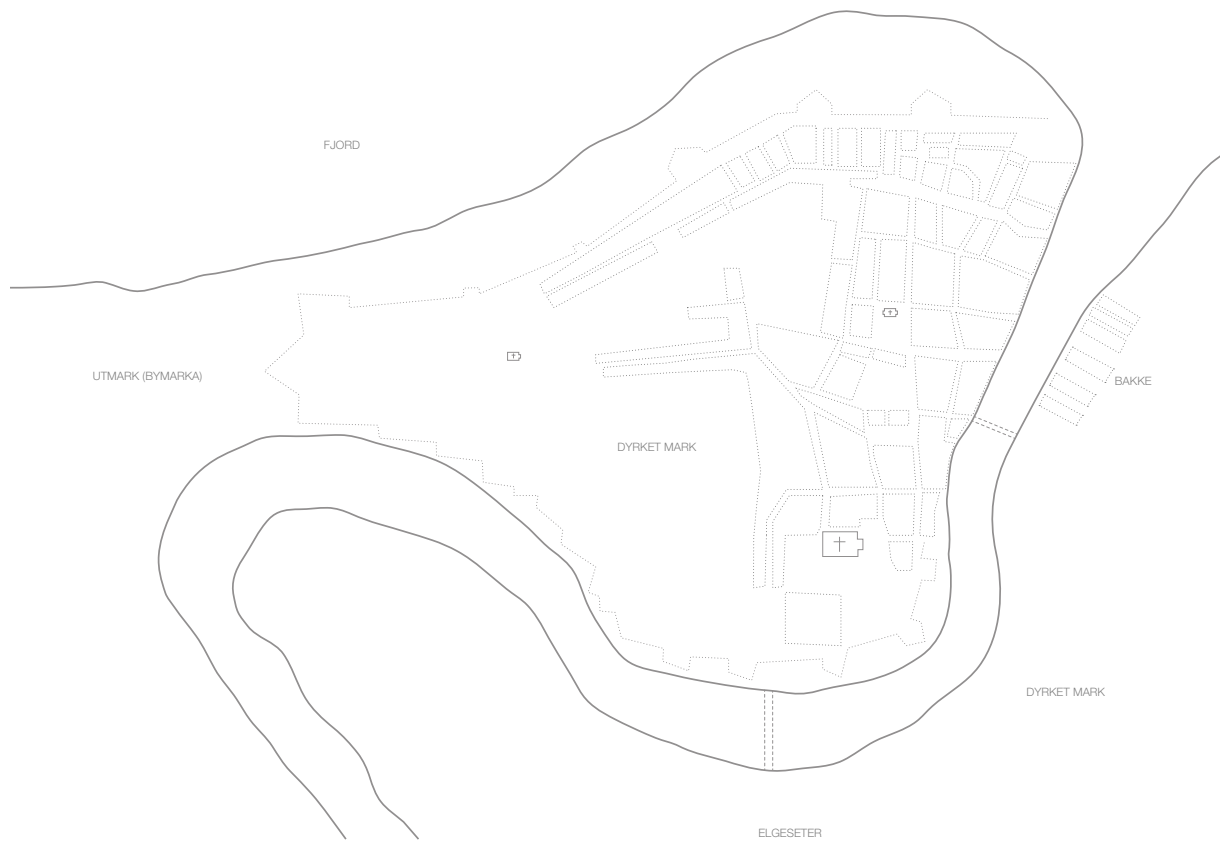 FJORD
UTMARK (BYMARKA)
BAKKE
DYRKET MARK
DYRKET MARK
ELGESETER